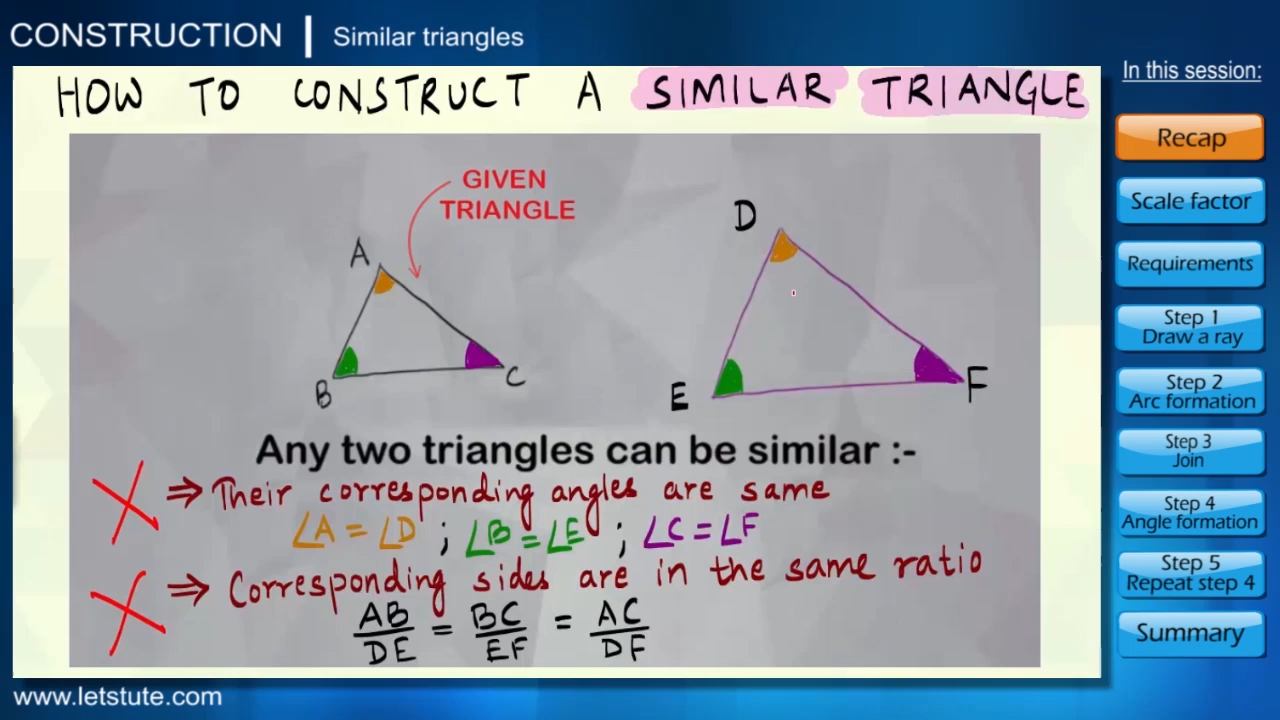 CONSTRUCTION | Similar triangles
In this session:
HOW TO CONSTRUCT A SIMILAR TRIANGLE
GIVEN
TRIANGLE
A
B
C
D
E
F
Any two triangles can be similar :-
⇒ Their corresponding angles are same
∠A = ∠D ; ∠B = ∠E ; ∠C = ∠F
⇒ Corresponding sides are in the same ratio
AB/DE = BC/EF = AC/DF
Recap
Scale factor
Requirements
Step 1
Draw a ray
Step 2
Arc formation
Step 3
Join
Step 4
Angle formation
Step 5
Repeat step 4
Summary
www.letstute.com